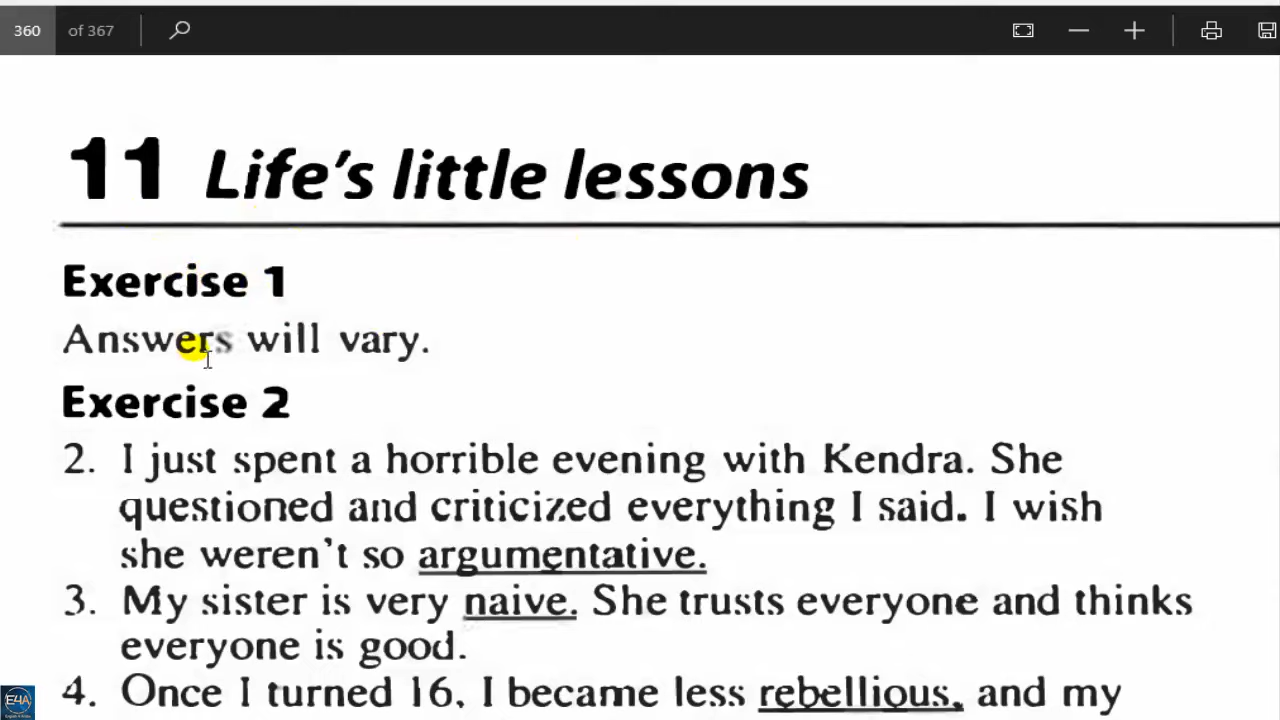 360 of 367
11 Life's little lessons
Exercise 1
Answers will vary.
Exercise 2
2. I just spent a horrible evening with Kendra. She
questioned and criticized everything I said. I wish
she weren't so argumentative.
3. My sister is very naive. She trusts everyone and thinks
everyone is good.
4. Once I turned 16, I became less rebellious, and my
E4A